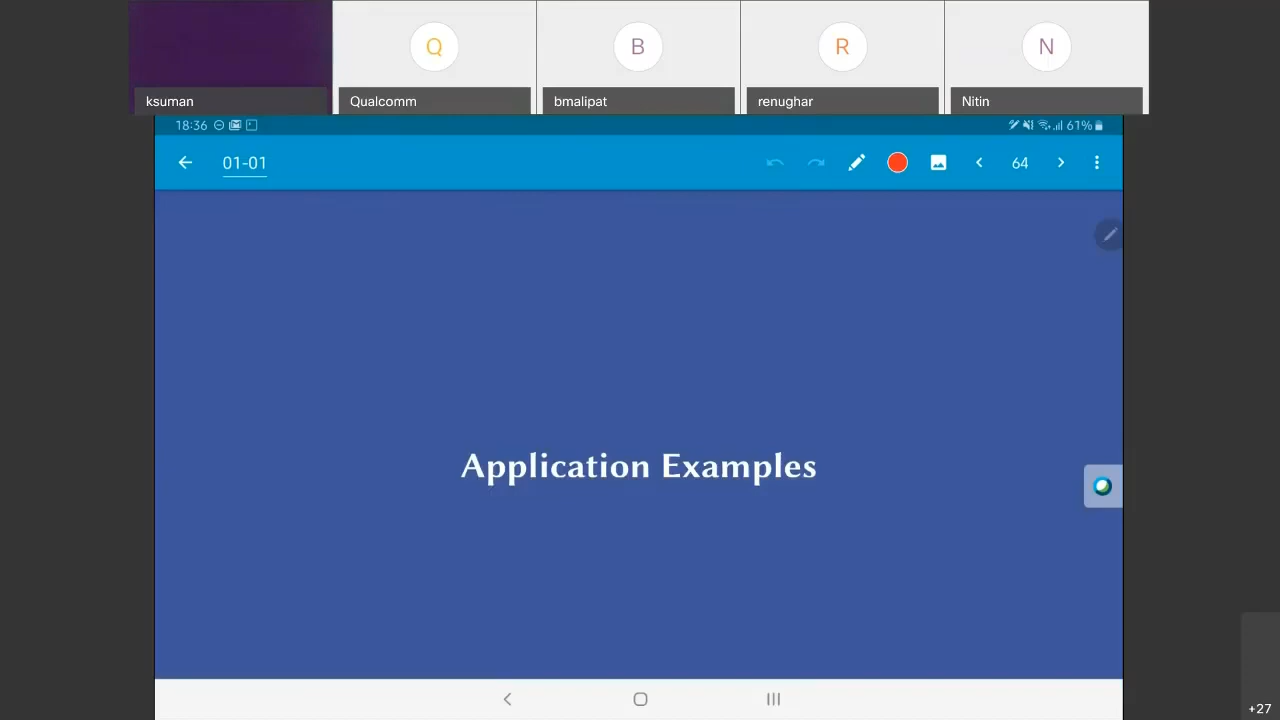 Q
B
R
N
ksuman
Qualcomm
bmalipat
renughar
Nitin
18:36
61%
01-01
64
Application Examples
+27